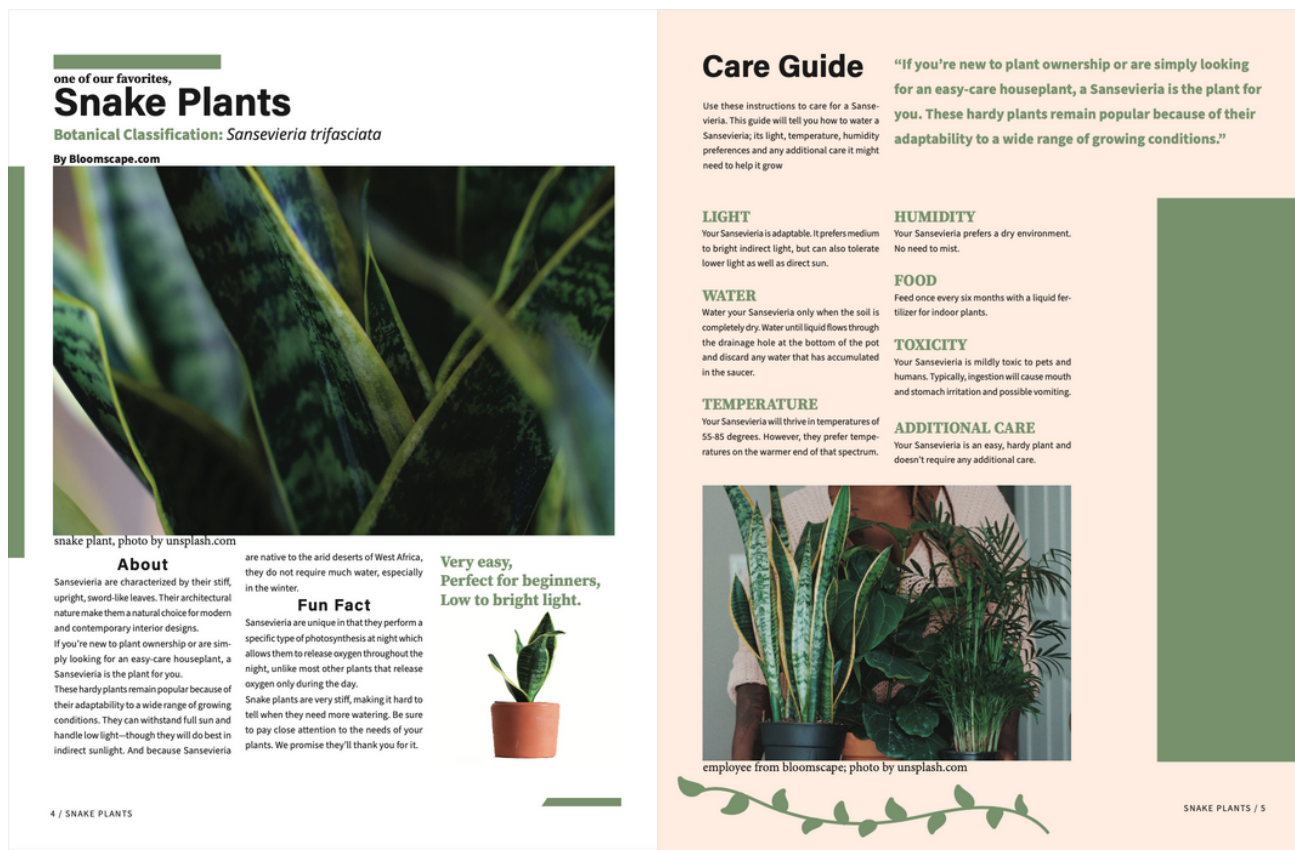 one of our favorites,
Snake Plants
Botanical Classification: Sansevieria trifasciata
By Bloomscape.com
snake plant, photo by unsplash.com
About
Sansevieria are characterized by their stiff,
upright, sword-like leaves. Their architectural
nature make them a natural choice for modern
and contemporary interior designs.
If you're new to plant ownership or are sim-
ply looking for an easy-care houseplant, a
Sansevieria is the plant for you.
These hardy plants remain popular because of
their adaptability to a wide range of growing
conditions. They can withstand full sun and
handle low light—though they will do best in
indirect sunlight. And because Sansevieria
are native to the arid deserts of West Africa,
they do not require much water, especially
in the winter.
Fun Fact
Sansevieria are unique in that they perform a
specific type of photosynthesis at night which
allows them to release oxygen throughout the
night, unlike most other plants that release
oxygen only during the day.
Snake plants are very stiff, making it hard to
tell when they need more watering. Be sure
to pay close attention to the needs of your
plants. We promise they'll thank you for it.
Very easy,
Perfect for beginners,
Low to bright light.
4 / SNAKE PLANTS
Care Guide
Use these instructions to care for a Sanse-
vieria. This guide will tell you how to water a
Sansevieria; its light, temperature, humidity
preferences and any additional care it might
need to help it grow
“If you’re new to plant ownership or are simply looking
for an easy-care houseplant, a Sansevieria is the plant for
you. These hardy plants remain popular because of their
adaptability to a wide range of growing conditions.”
LIGHT
Your Sansevieria is adaptable. It prefers medium
to bright indirect light, but can also tolerate
lower light as well as direct sun.
WATER
Water your Sansevieria only when the soil is
completely dry. Water until liquid flows through
the drainage hole at the bottom of the pot
and discard any water that has accumulated
in the saucer.
TEMPERATURE
Your Sansevieria will thrive in temperatures of
55-85 degrees. However, they prefer tempe-
ratures on the warmer end of that spectrum.
HUMIDITY
Your Sansevieria prefers a dry environment.
No need to mist.
FOOD
Feed once every six months with a liquid fer-
tilizer for indoor plants.
TOXICITY
Your Sansevieria is mildly toxic to pets and
humans. Typically, ingestion will cause mouth
and stomach irritation and possible vomiting.
ADDITIONAL CARE
Your Sansevieria is an easy, hardy plant and
doesn't require any additional care.
employee from bloomscape; photo by unsplash.com
SNAKE PLANTS / 5